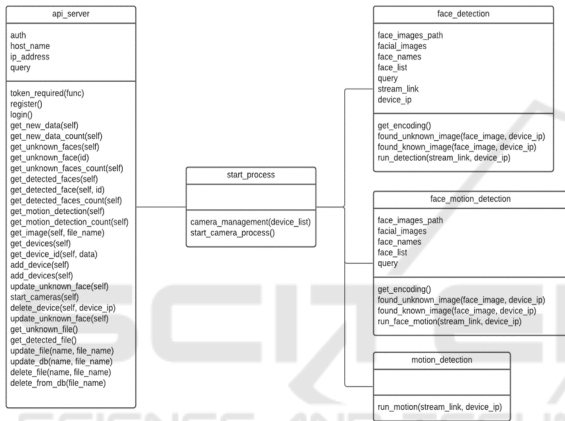 api_server
auth
host_name
ip_address
query
token_required(func)
register()
login()
get_new_data(self)
get_new_data_count(self)
get_unknown_faces(self)
get_unknown_face(id)
get_unknown_faces_count(self)
get_detected_faces(self)
get_detected_face(self, id)
get_detected_faces_count(self)
get_motion_detection(self)
get_motion_detection_count(self)
get_image(self, file_name)
get_devices(self)
get_device_id(self, data)
add_device(self)
add_devices(self)
update_unknown_face(self)
start_cameras(self)
delete_device(self, device_ip)
update_unknown_face(self)
get_unknown_file()
get_detected_file()
update_file(name, file_name)
update_db(name, file_name)
delete_file(name, file_name)
delete_from_db(file_name)
start_process
camera_management(device_list)
start_camera_process()
face_detection
face_images_path
facial_images
face_names
face_list
query
stream_link
device_ip
get_encoding()
found_unknown_image(face_image, device_ip)
found_known_image(face_image, device_ip)
run_detection(stream_link, device_ip)
face_motion_detection
face_images_path
facial_images
face_names
face_list
query
get_encoding()
found_unknown_image(face_image, device_ip)
found_known_image(face_image, device_ip)
run_face_motion(stream_link, device_ip)
motion_detection
run_motion(stream_link, device_ip)